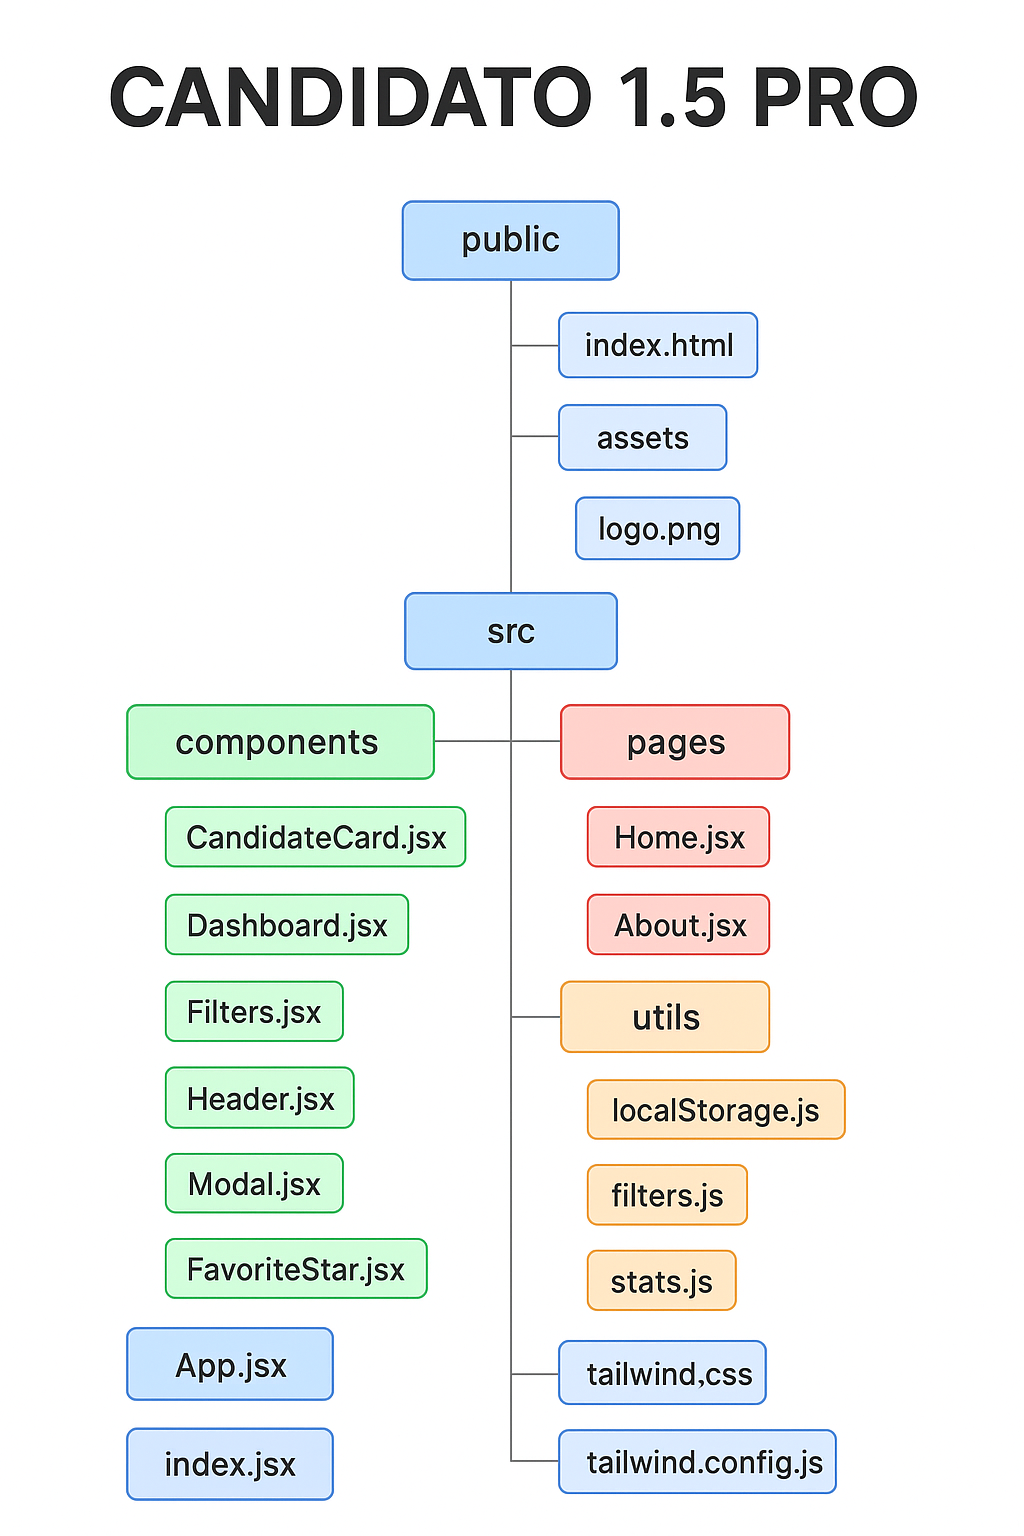 CANDIDATO 1.5 PRO
public
index.html
assets
logo.png
src
components
pages
CandidateCard.jsx
Home.jsx
Dashboard.jsx
About.jsx
Filters.jsx
utils
Header.jsx
localStorage.js
Modal.jsx
filters.js
FavoriteStar.jsx
stats.js
App.jsx
tailwind,css
index.jsx
tailwind.config.js